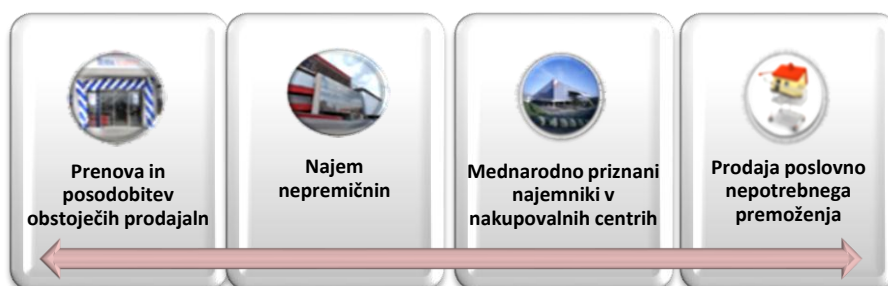 Prenova in
posodobitev
obstoječih prodajaln
Najem
nepremičnin
Mednarodno priznani
najemniki v
nakupovalnih centrih
Prodaja poslovno
nepotrebnega
premoženja